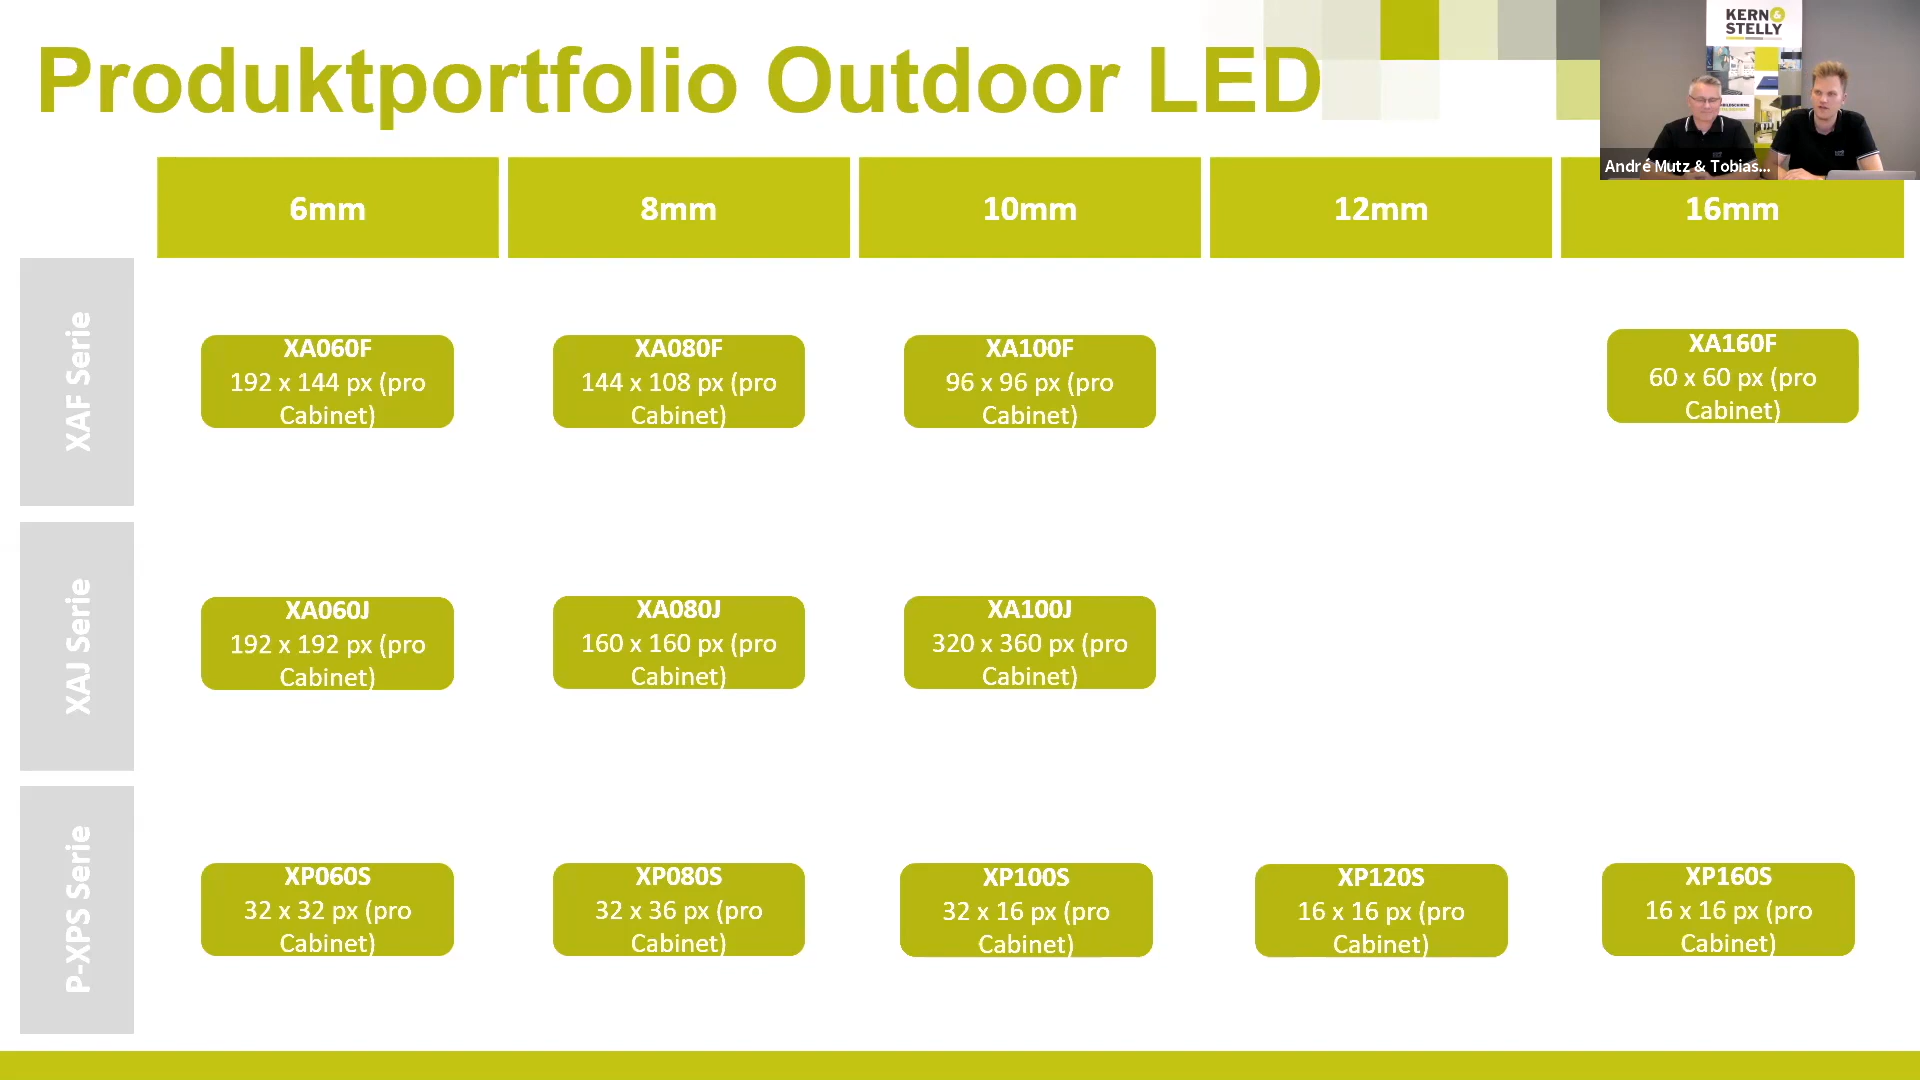 Produktportfolio Outdoor LED
KERN &
STELLY
André Mutz & Tobias...
6mm
8mm
10mm
12mm
16mm
XAF Serie
XA060F
192 x 144 px (pro
Cabinet)
XA080F
144 x 108 px (pro
Cabinet)
XA100F
96 x 96 px (pro
Cabinet)
XA160F
60 x 60 px (pro
Cabinet)
XAJ Serie
XA060J
192 x 192 px (pro
Cabinet)
XA080J
160 x 160 px (pro
Cabinet)
XA100J
320 x 360 px (pro
Cabinet)
P-XPS Serie
XP060S
32 x 32 px (pro
Cabinet)
XP080S
32 x 36 px (pro
Cabinet)
XP100S
32 x 16 px (pro
Cabinet)
XP120S
16 x 16 px (pro
Cabinet)
XP160S
16 x 16 px (pro
Cabinet)